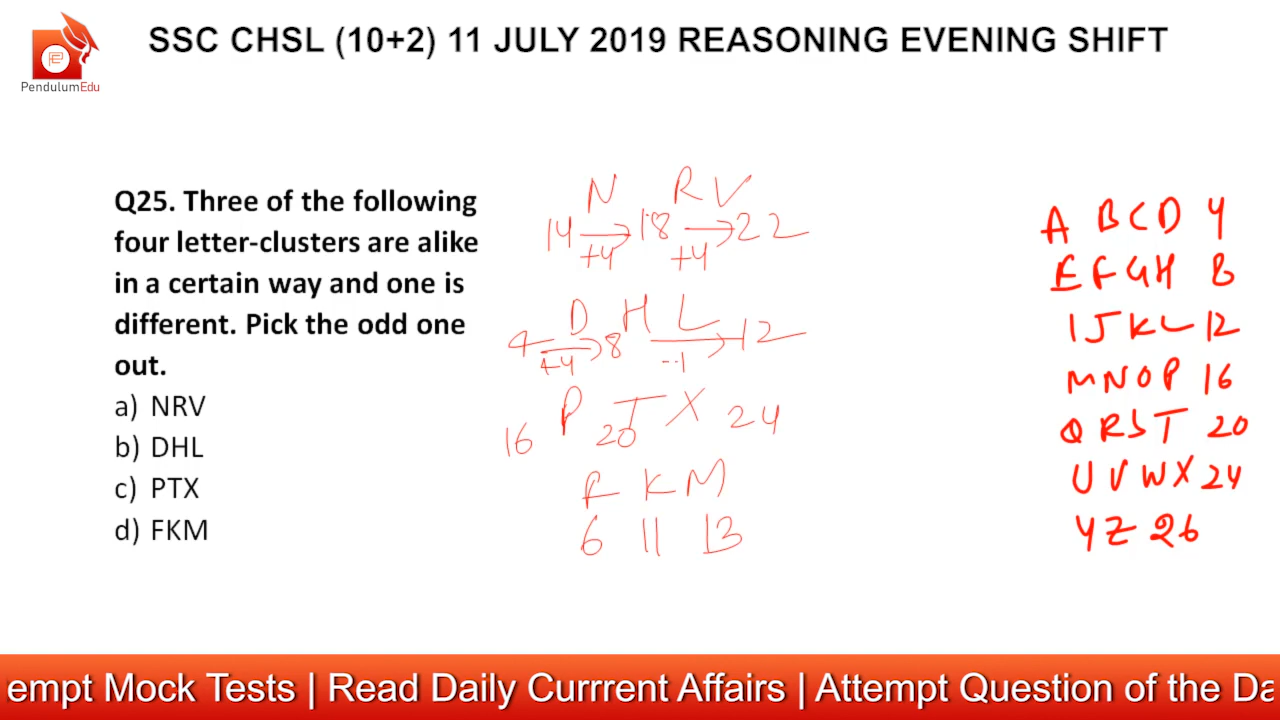 SSC CHSL (10+2) 11 JULY 2019 REASONING EVENING SHIFT
PendulumEdu
Q25. Three of the following
four letter-clusters are alike
in a certain way and one is
different. Pick the odd one
out.
a) NRV
b) DHL
c) PTX
d) FKM
N R V
14 +4 18 +4 22
D H L
4 +4 8 12
P T X
16 20 24
F K M
6 11 13
A B C D 4
E F G H 8
I J K L 12
M N O P 16
Q R S T 20
U V W X 24
Y Z 26
empt Mock Tests | Read Daily Currrent Affairs | Attempt Question of the Da